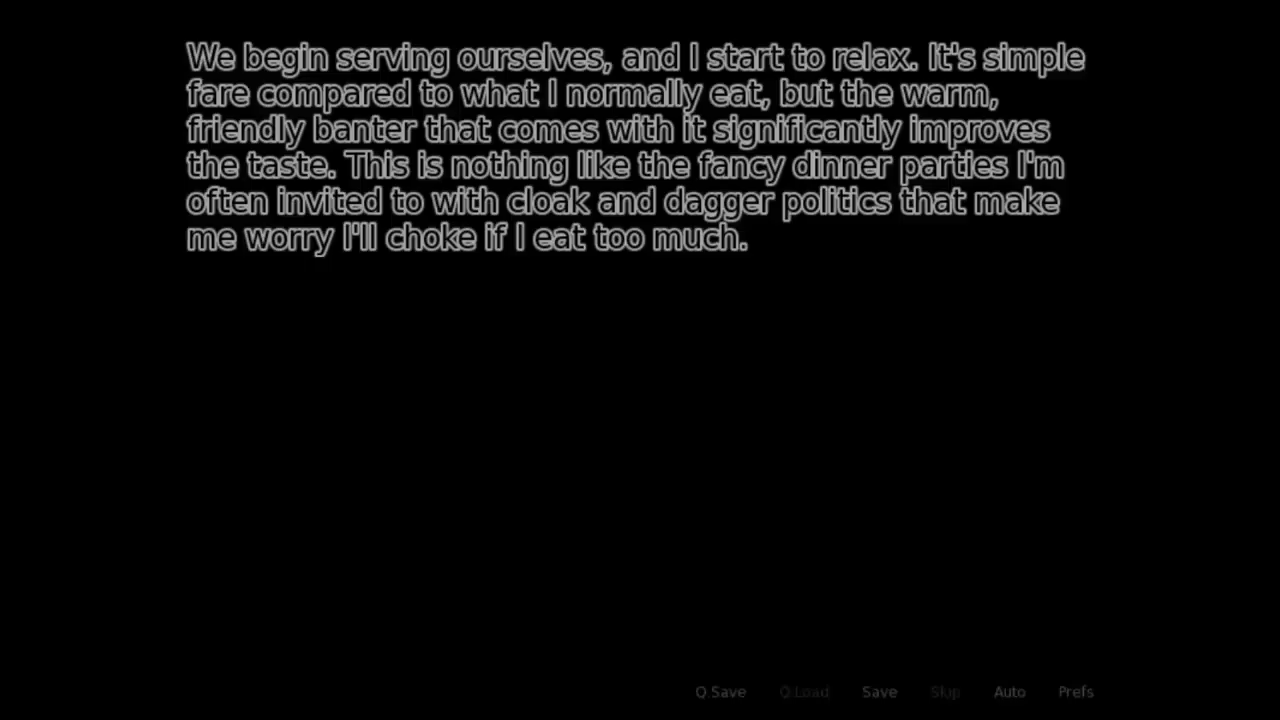 We begin serving ourselves, and I start to relax. It's simple
fare compared to what I normally eat, but the warm,
friendly banter that comes with it significantly improves
the taste. This is nothing like the fancy dinner parties I'm
often invited to with cloak and dagger politics that make
me worry I'll choke if I eat too much.
Q.Save Q.Load Save Skip Auto Prefs